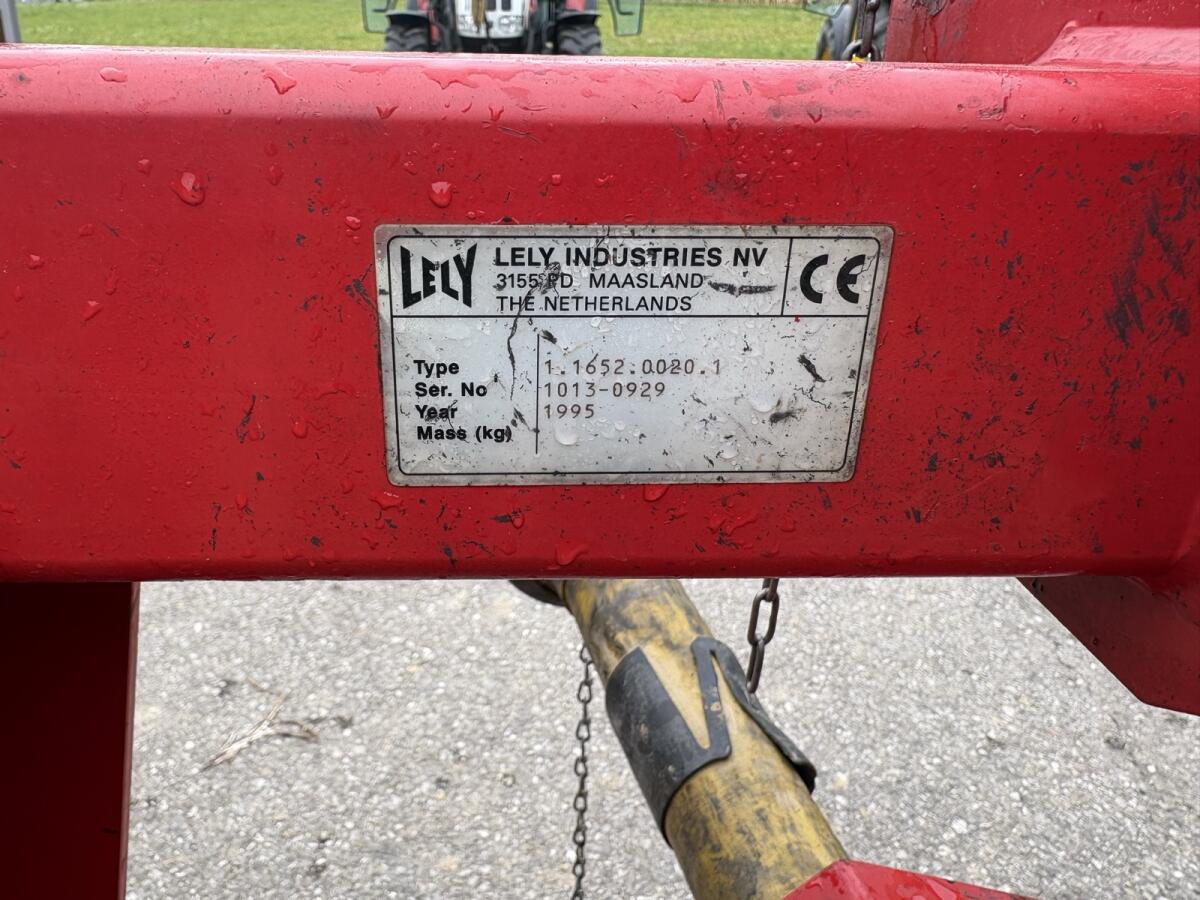 LELY
LELY INDUSTRIES NV
3155 PD MAASLAND
THE NETHERLANDS
CE
Type 1.1652.0020.1
Ser. No 1013-0929
Year 1995
Mass (kg)